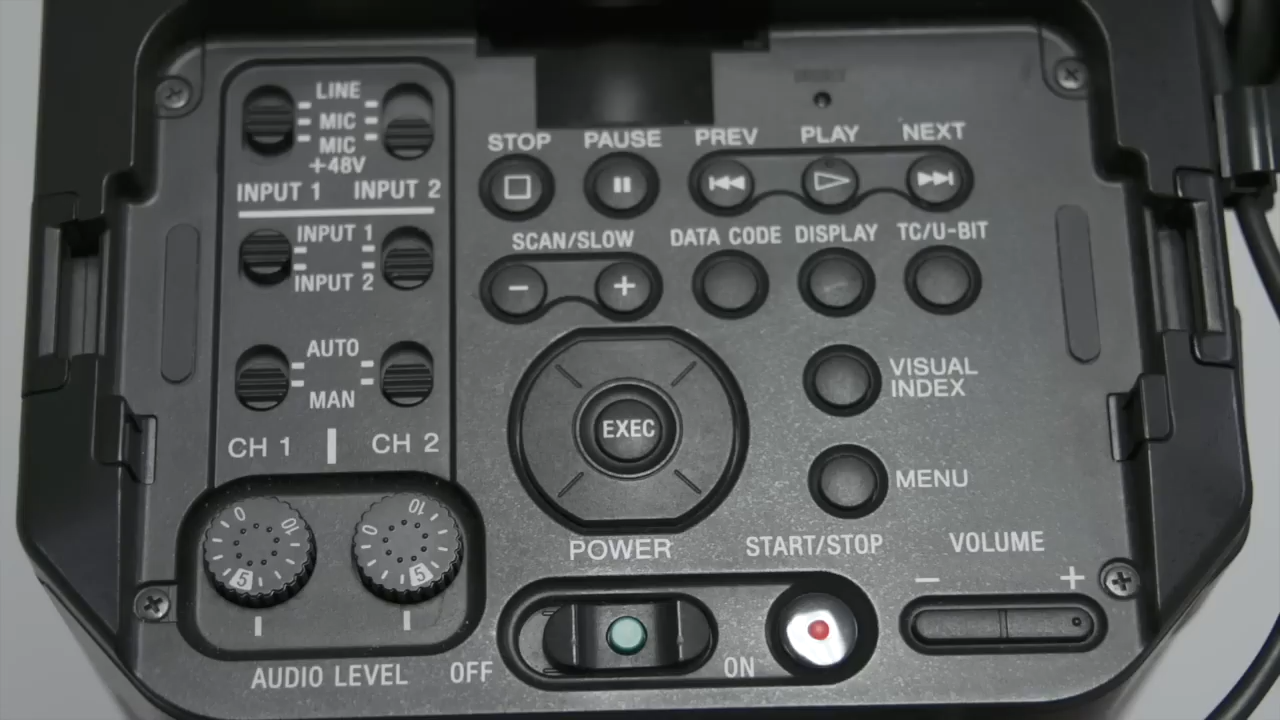 LINE
MIC
MIC
+48V
INPUT 1 INPUT 2
INPUT 1
INPUT 2
AUTO
MAN
CH 1 CH 2
0 10 5
0 10 5
AUDIO LEVEL
STOP PAUSE PREV PLAY NEXT
SCAN/SLOW DATA CODE DISPLAY TC/U-BIT
− +
EXEC
VISUAL
INDEX
MENU
POWER START/STOP VOLUME
− +
OFF ON